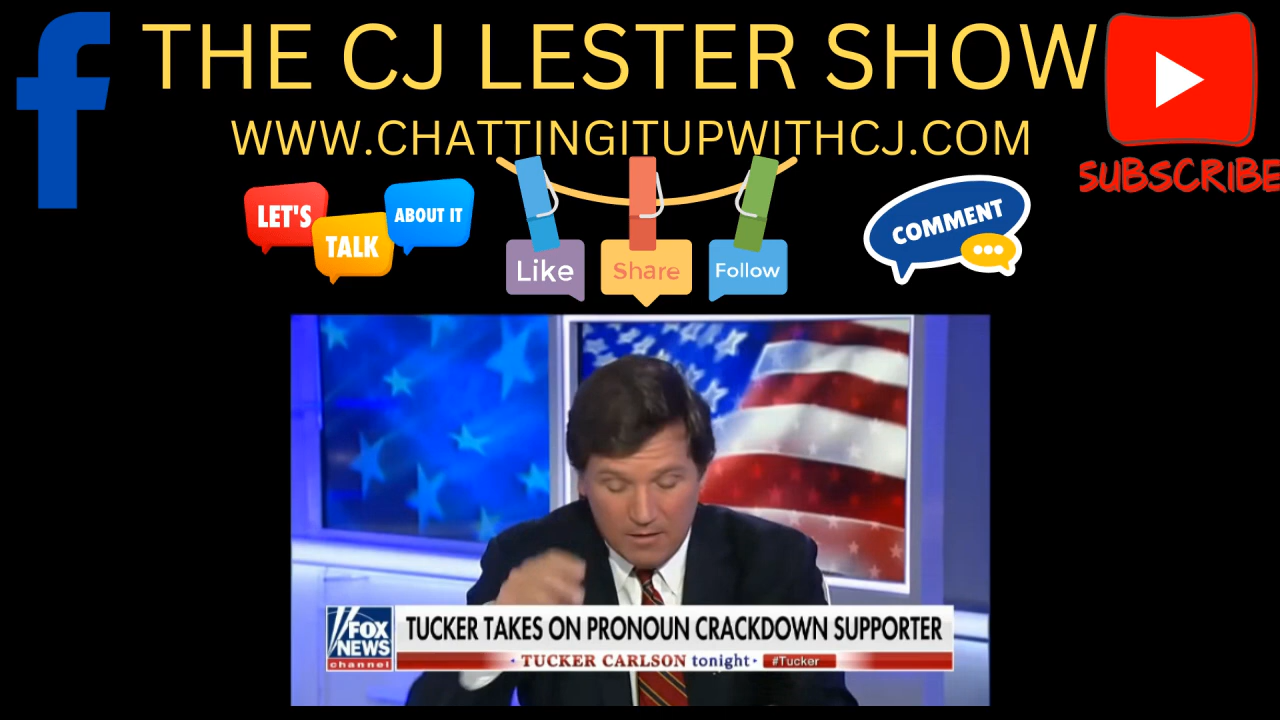 THE CJ LESTER SHOW
WWW.CHATTINGITUPWITHCJ.COM
SUBSCRIBE
LET'S
TALK
ABOUT IT
Like
Share
Follow
COMMENT
FOX
NEWS
channel
TUCKER TAKES ON PRONOUN CRACKDOWN SUPPORTER
TUCKER CARLSON tonight
#Tucker